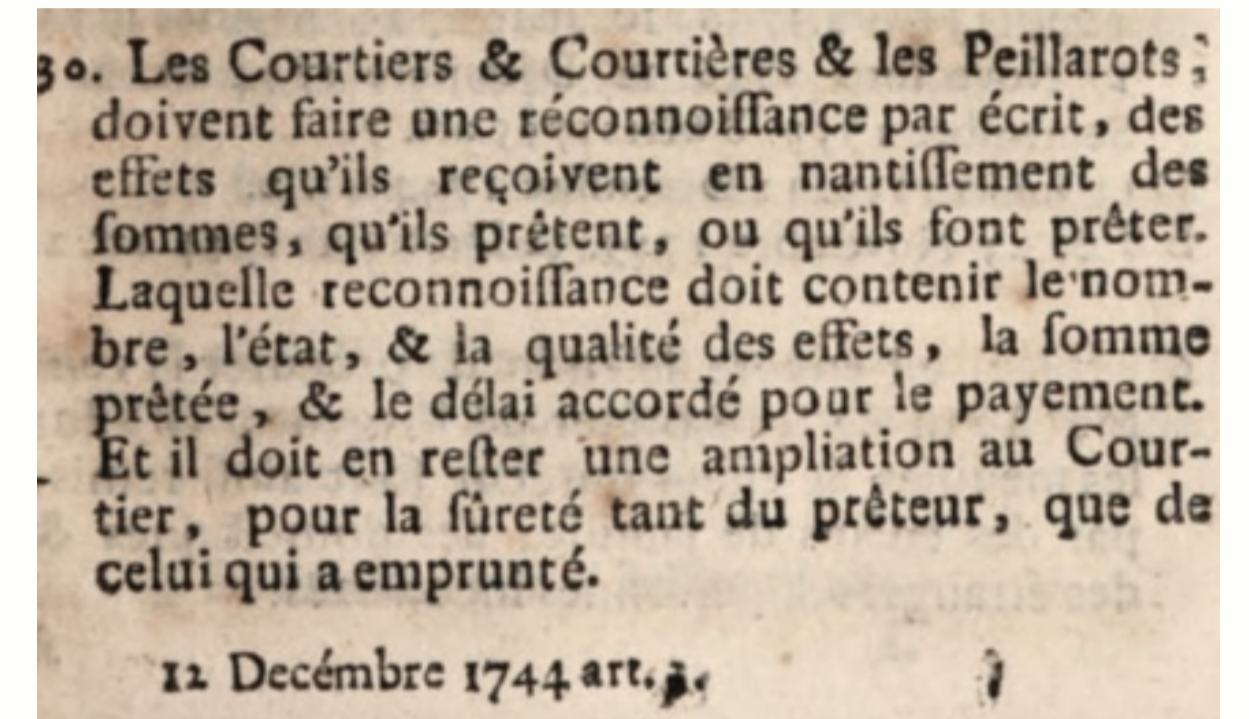 30. Les Courtiers & Courtières & les Peillarots,
doivent faire une réconnoiſſance par écrit, des
effets qu'ils reçoivent en nantiſſement des
ſommes, qu'ils prêtent, ou qu'ils font prêter.
Laquelle reconnoiſſance doit contenir le nom-
bre, l'état, & la qualité des effets, la ſomme
prêtée, & le délai accordé pour le payement.
Et il doit en reſter une ampliation au Cour-
tier, pour la ſûreté tant du prêteur, que de
celui qui a emprunté.
12 Decémbre 1744 art.